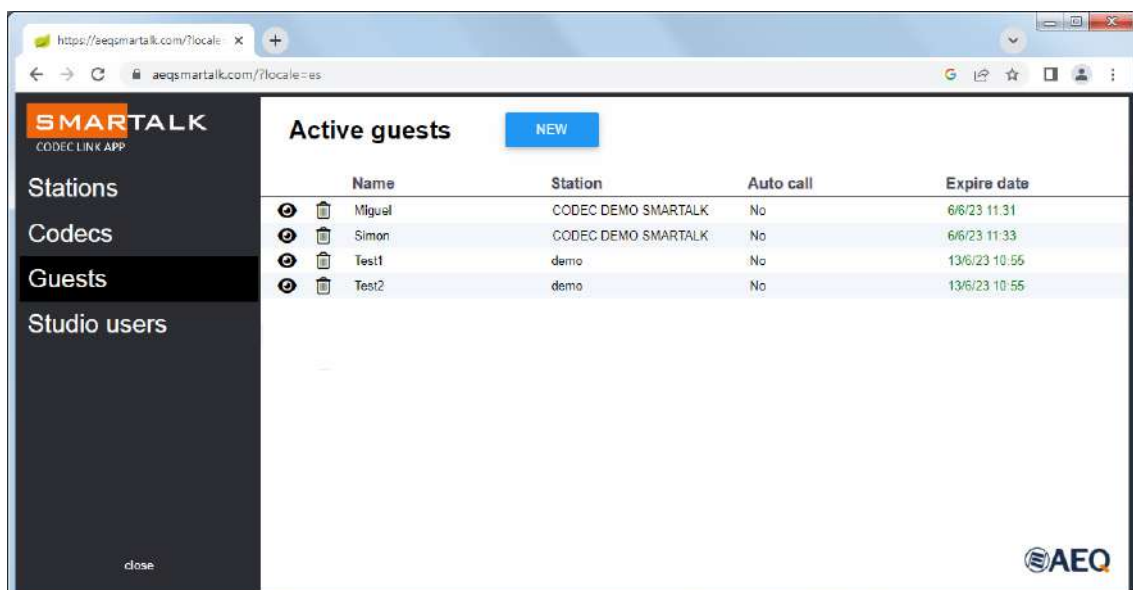 https://aeqsmartalk.com/?locale
aeqsmartalk.com/?locale=es
SMARTALK
CODEC LINK APP
Active guests
NEW
Stations
Codecs
Guests
Studio users
close
Name Station Auto call Expire date
Miguel CODEC DEMO SMARTALK No 6/6/23 11:31
Simon CODEC DEMO SMARTALK No 6/6/23 11:33
Test1 demo No 13/6/23 10:55
Test2 demo No 13/6/23 10:55
AEQ